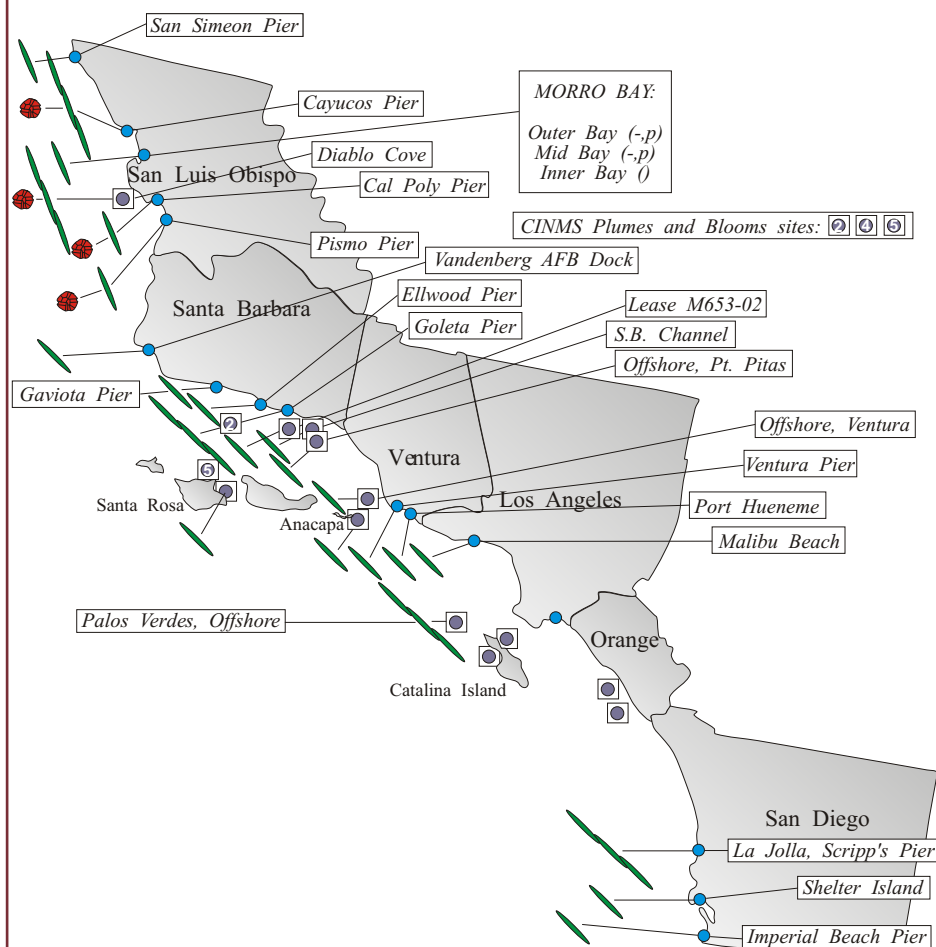 San Simeon Pier
MORRO BAY:
Outer Bay (-,p)
Mid Bay (-,p)
Inner Bay ()
Cayucos Pier
Diablo Cove
San Luis Obispo
Cal Poly Pier
CINMS Plumes and Blooms sites: 2 4 5
Pismo Pier
Vandenberg AFB Dock
Ellwood Pier
Lease M653-02
Santa Barbara
Goleta Pier
S.B. Channel
Offshore, Pt. Pitas
Gaviota Pier
2
Offshore, Ventura
Ventura
Ventura Pier
5
Santa Rosa
Los Angeles
Port Hueneme
Anacapa
Malibu Beach
Palos Verdes, Offshore
Orange
Catalina Island
San Diego
La Jolla, Scripp's Pier
Shelter Island
Imperial Beach Pier